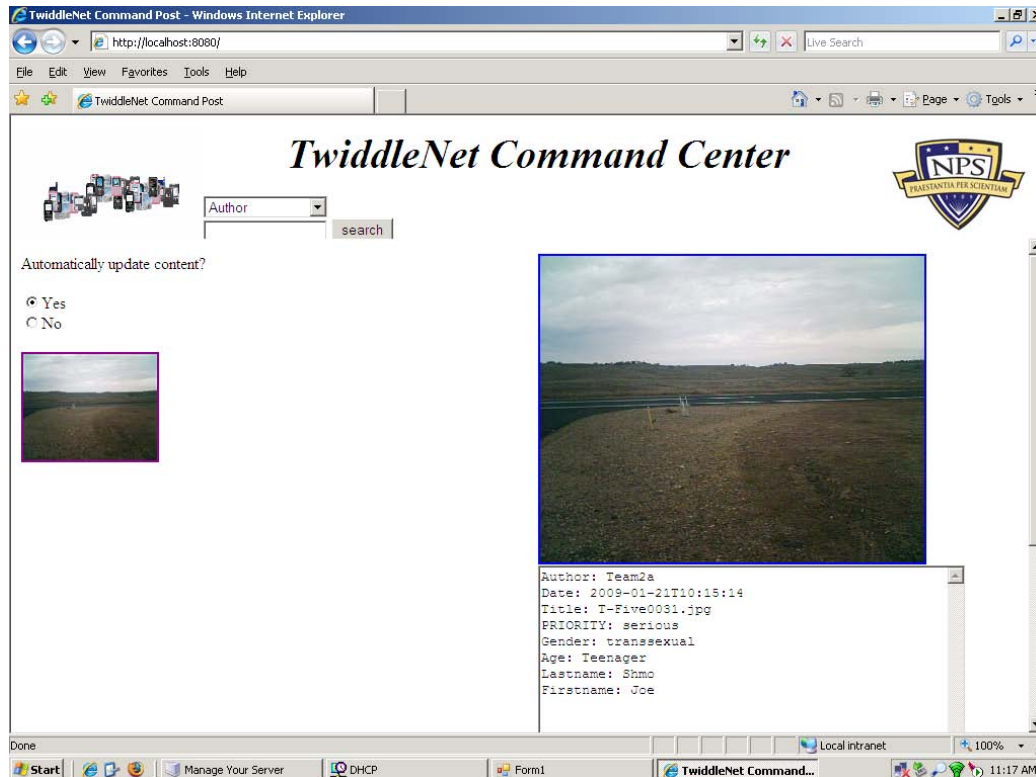 TwiddleNet Command Post - Windows Internet Explorer
http://localhost:8080/
Live Search
File Edit View Favorites Tools Help
TwiddleNet Command Post
Page Tools
TwiddleNet Command Center
NPS
PRAESTANTIA PER SCIENTIAM
Author
search
Automatically update content?
Yes
No
Author: Team2a
Date: 2009-01-21T10:15:14
Title: T-Five0031.jpg
PRIORITY: serious
Gender: transsexual
Age: Teenager
Lastname: Shmo
Firstname: Joe
Done
Local intranet
100%
Start
Manage Your Server
DHCP
Form1
TwiddleNet Command...
11:17 AM